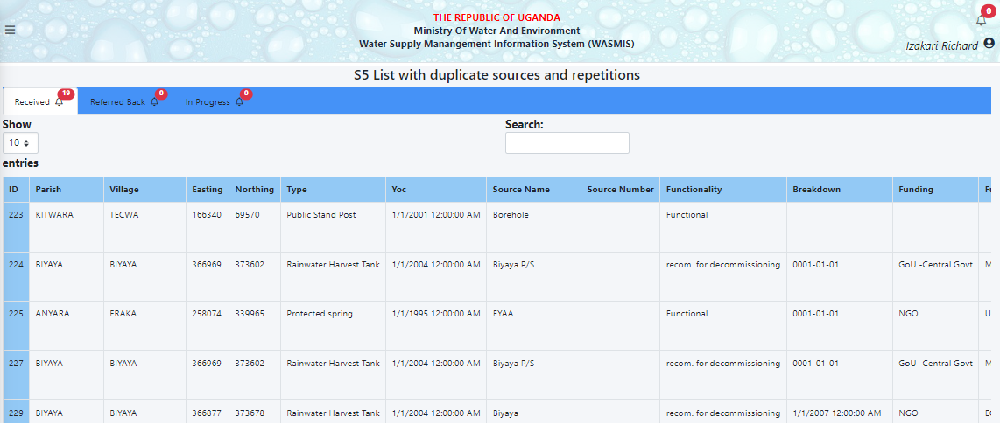 THE REPUBLIC OF UGANDA
Ministry Of Water And Environment
Water Supply Manangement Information System (WASMIS)
0
Izakari Richard
S5 List with duplicate sources and repetitions
Received 19 Referred Back 0 In Progress 0
Show
10
entries
Search:
ID Parish Village Easting Northing Type Yoc Source Name Source Number Functionality Breakdown Funding
223 KITWARA TECWA 166340 69570 Public Stand Post 1/1/2001 12:00:00 AM Borehole Functional
224 BIYAYA BIYAYA 366969 373602 Rainwater Harvest Tank 1/1/2004 12:00:00 AM Biyaya P/S recom. for decommissioning 0001-01-01 GoU -Central Govt
225 ANYARA ERAKA 258074 339965 Protected spring 1/1/1995 12:00:00 AM EYAA Functional 0001-01-01 NGO
227 BIYAYA BIYAYA 366969 373602 Rainwater Harvest Tank 1/1/2004 12:00:00 AM Biyaya P/S recom. for decommissioning 0001-01-01 GoU -Central Govt
229 BIYAYA BIYAYA 366877 373678 Rainwater Harvest Tank 1/1/2004 12:00:00 AM Biyaya recom. for decommissioning 1/1/2007 12:00:00 AM NGO